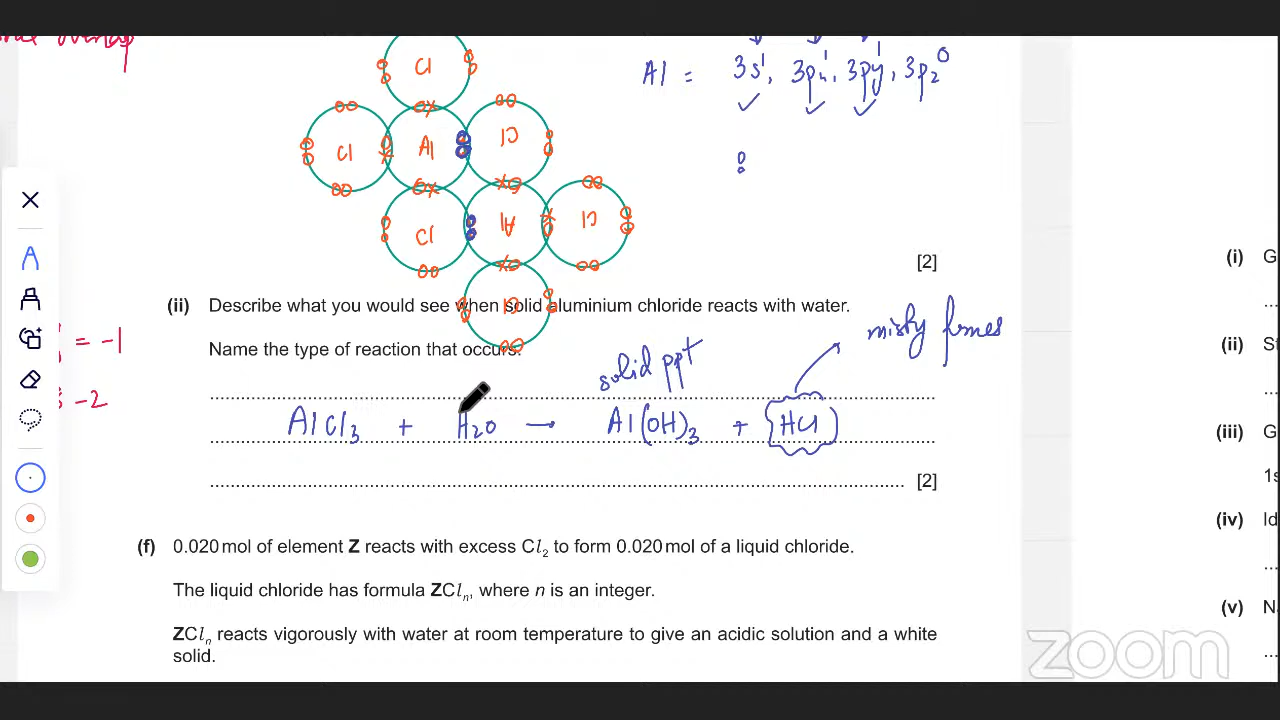 Cl
Al = 3s¹, 3px¹, 3py¹, 3pz⁰
Cl Al Cl
Cl Al Cl
[2]
(i) G
Cl
(ii) Describe what you would see when solid aluminium chloride reacts with water.
misty fumes
= -1
Name the type of reaction that occurs.
solid ppt
(ii) St
-2
AlCl₃ + H₂O → Al(OH)₃ + HCl
(iii) G
[2]
1s
(iv) Id
(f) 0.020 mol of element Z reacts with excess Cl₂ to form 0.020 mol of a liquid chloride.
The liquid chloride has formula ZClₙ, where n is an integer.
(v) N
ZClₙ reacts vigorously with water at room temperature to give an acidic solution and a white
solid.
zoom